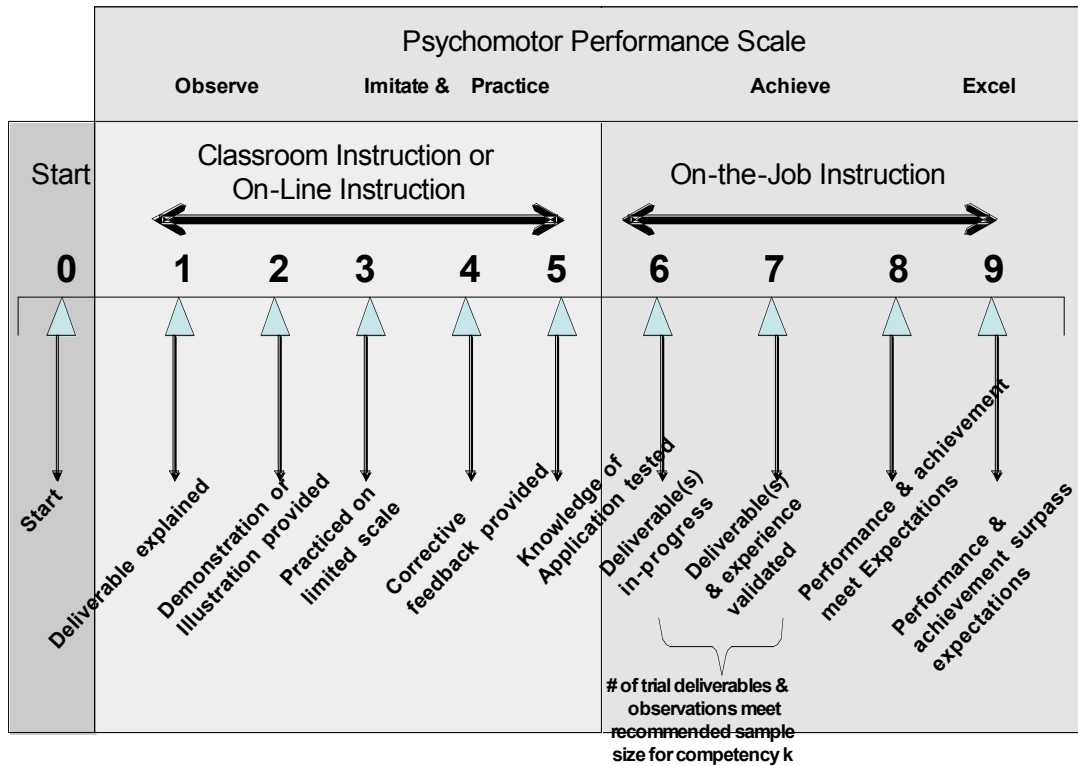 Psychomotor Performance Scale
Observe Imitate & Practice Achieve Excel
Start
Classroom Instruction or
On-Line Instruction
On-the-Job Instruction
0 1 2 3 4 5 6 7 8 9
Start
Deliverable explained
Demonstration or
Illustration provided
Practiced on
limited scale
Corrective
feedback provided
Knowledge of
Application tested
Deliverable(s)
in-progress
Deliverable(s)
& experience
validated
Performance & achievement
meet Expectations
Performance &
achievement surpass
expectations
# of trial deliverables &
observations meet
recommended sample
size for competency k